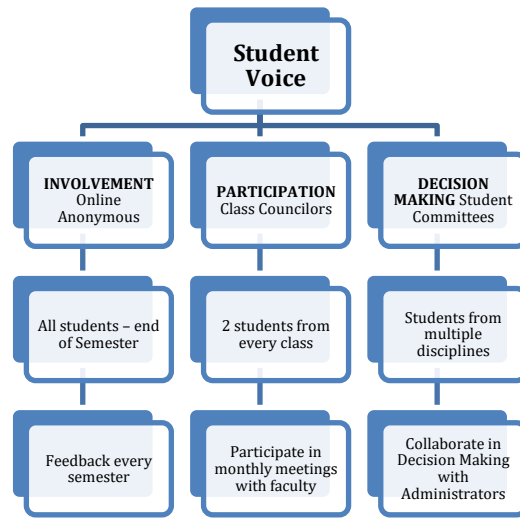 Student
Voice
INVOLVEMENT
Online
Anonymous
PARTICIPATION
Class Councilors
DECISION
MAKING Student
Committees
All students – end
of Semester
2 students from
every class
Students from
multiple
disciplines
Feedback every
semester
Participate in
monthly meetings
with faculty
Collaborate in
Decision Making
with
Administrators